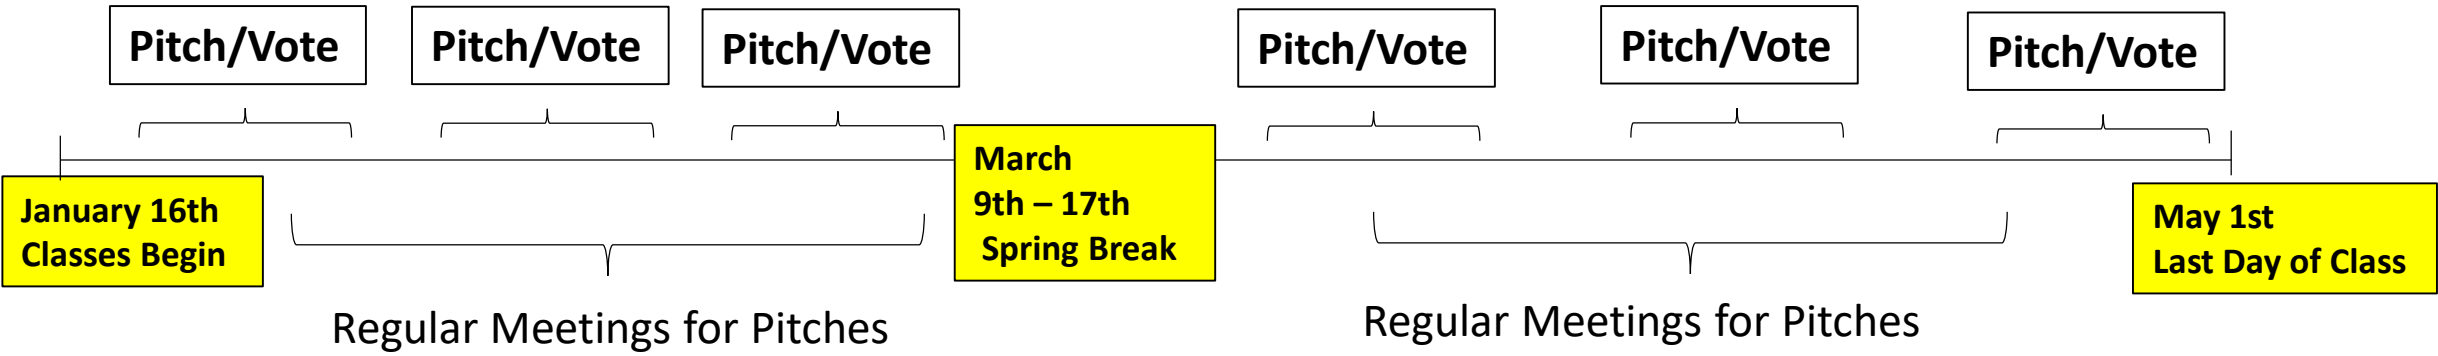 Pitch/Vote
Pitch/Vote
Pitch/Vote
Pitch/Vote
Pitch/Vote
Pitch/Vote
January 16th
Classes Begin
March
9th – 17th
Spring Break
May 1st
Last Day of Class
Regular Meetings for Pitches
Regular Meetings for Pitches